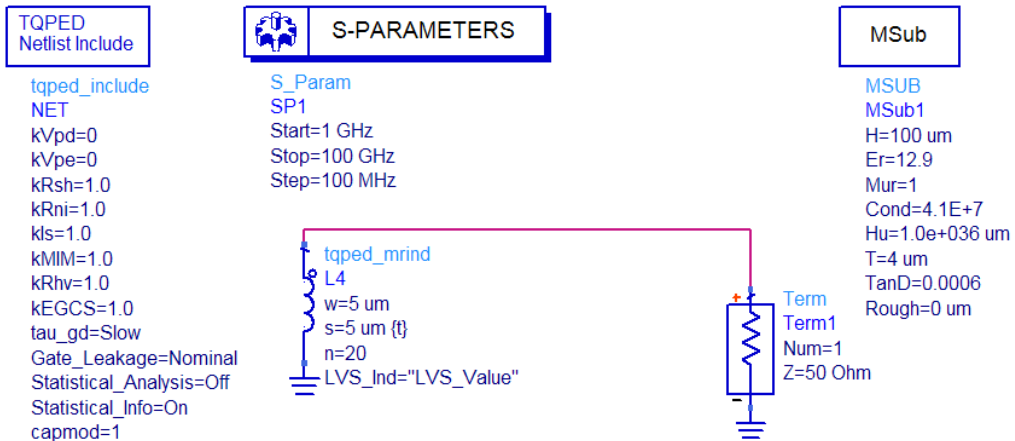 TQPED
Netlist Include
tqped_include
NET
kVpd=0
kVpe=0
kRsh=1.0
kRni=1.0
kIs=1.0
kMIM=1.0
kRhv=1.0
kEGCS=1.0
tau_gd=Slow
Gate_Leakage=Nominal
Statistical_Analysis=Off
Statistical_Info=On
capmod=1
S-PARAMETERS
S_Param
SP1
Start=1 GHz
Stop=100 GHz
Step=100 MHz
tqped_mrind
L4
w=5 um
s=5 um {t}
n=20
LVS_Ind="LVS_Value"
+
Term
Term1
Num=1
Z=50 Ohm
-
MSub
MSUB
MSub1
H=100 um
Er=12.9
Mur=1
Cond=4.1E+7
Hu=1.0e+036 um
T=4 um
TanD=0.0006
Rough=0 um